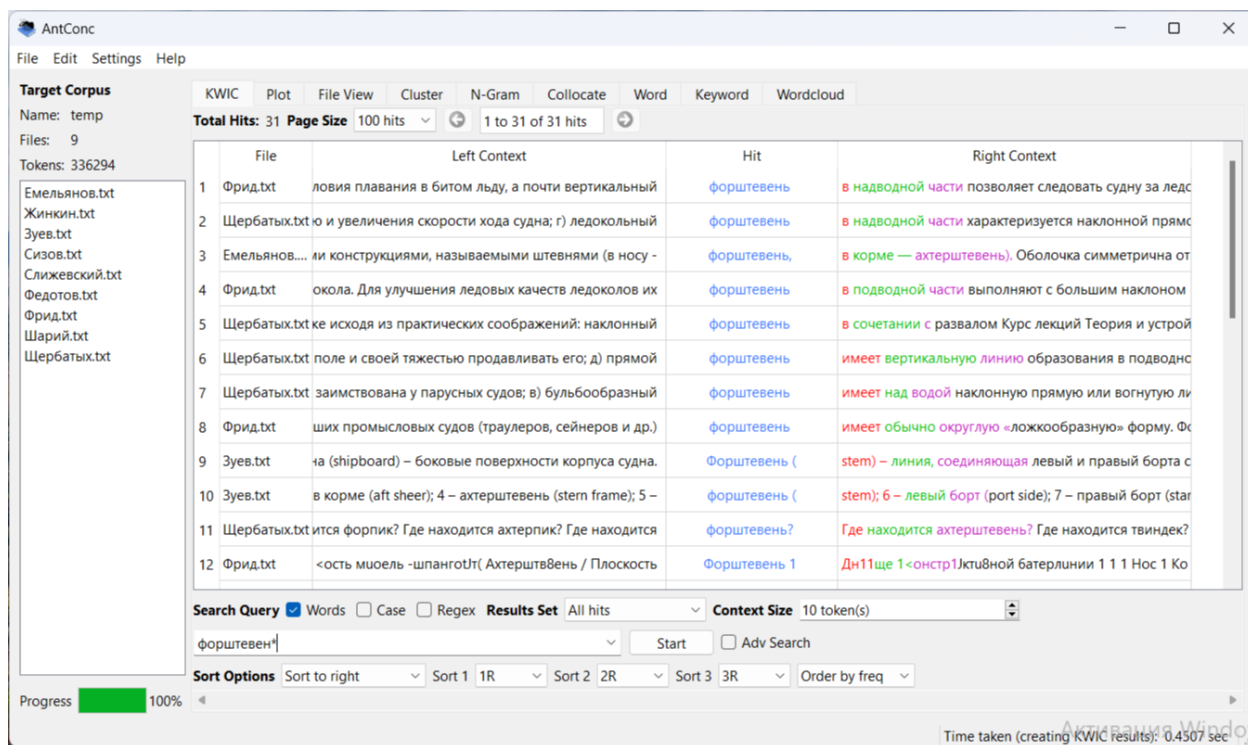 AntConc
File Edit Settings Help
Target Corpus
Name: temp
Files: 9
Tokens: 336294
Емельянов.txt
Жинкин.txt
Зуев.txt
Сизов.txt
Слижевский.txt
Федотов.txt
Фрид.txt
Шарий.txt
Щербатых.txt
Progress 100%
KWIC Plot File View Cluster N-Gram Collocate Word Keyword Wordcloud
Total Hits: 31 Page Size 100 hits 1 to 31 of 31 hits
File Left Context Hit Right Context
1 Фрид.txt ловия плавания в битом льду, а почти вертикальный форштевень в надводной части позволяет следовать судну за ледо
2 Щербатых.txt ю и увеличения скорости хода судна; г) ледокольный форштевень в надводной части характеризуется наклонной прямо
3 Емельянов.... ми конструкциями, называемыми штевнями (в носу - форштевень, в корме — ахтерштевень). Оболочка симметрична от
4 Фрид.txt окола. Для улучшения ледовых качеств ледоколов их форштевень в подводной части выполняют с большим наклоном
5 Щербатых.txt ке исходя из практических соображений: наклонный форштевень в сочетании с развалом Курс лекций Теория и устрой
6 Щербатых.txt поле и своей тяжестью продавливать его; д) прямой форштевень имеет вертикальную линию образования в подводно
7 Щербатых.txt заимствована у парусных судов; в) бульбообразный форштевень имеет над водой наклонную прямую или вогнутую ли
8 Фрид.txt ших промысловых судов (траулеров, сейнеров и др.) форштевень имеет обычно округлую «ложкообразную» форму. Фо
9 Зуев.txt на (shipboard) – боковые поверхности корпуса судна. Форштевень ( stem) – линия, соединяющая левый и правый борта с
10 Зуев.txt в корме (aft sheer); 4 – ахтерштевень (stern frame); 5 – форштевень ( stem); 6 – левый борт (port side); 7 – правый борт (star
11 Щербатых.txt ится форпик? Где находится ахтерпик? Где находится форштевень? Где находится ахтерштевень? Где находится твиндек?
12 Фрид.txt <ость миоель -шпангоtJт( Ахтерштв8ень / Плоскость Форштевень 1 Дн11ще 1<онстр1Jкtu8ной батерлинии 1 1 1 Нос 1 Ко
Search Query Words Case Regex Results Set All hits Context Size 10 token(s)
форштевен* Start Adv Search
Sort Options Sort to right Sort 1 1R Sort 2 2R Sort 3 3R Order by freq
Активация Windo
Time taken (creating KWIC results): 0.4507 sec